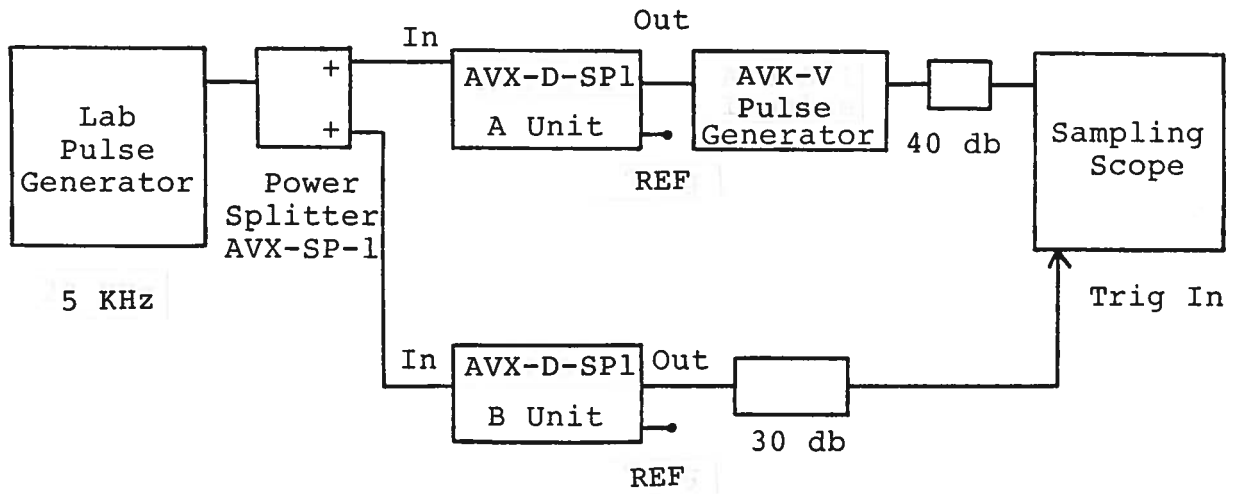 Lab
Pulse
Generator
5 KHz
+
+
Power
Splitter
AVX-SP-1
In
AVX-D-SP1
A Unit
Out
REF
AVK-V
Pulse
Generator
40 db
Sampling
Scope
Trig In
In
AVX-D-SP1
B Unit
Out
REF
30 db